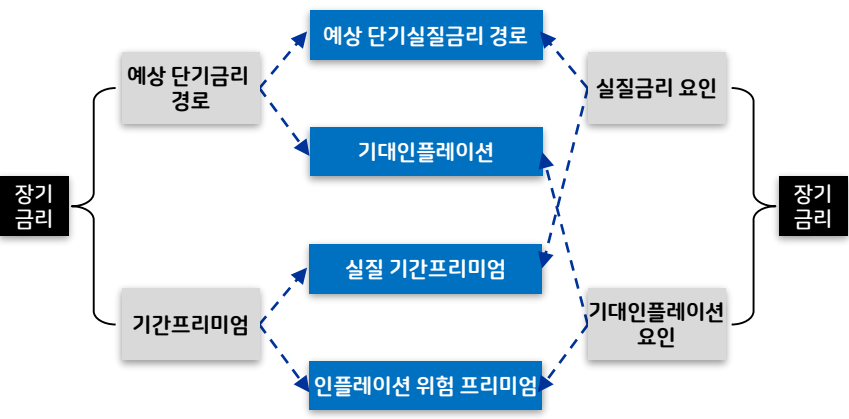 장기
금리
예상 단기금리
경로
기간프리미엄
예상 단기실질금리 경로
기대인플레이션
실질 기간프리미엄
인플레이션 위험 프리미엄
실질금리 요인
기대인플레이션
요인
장기
금리